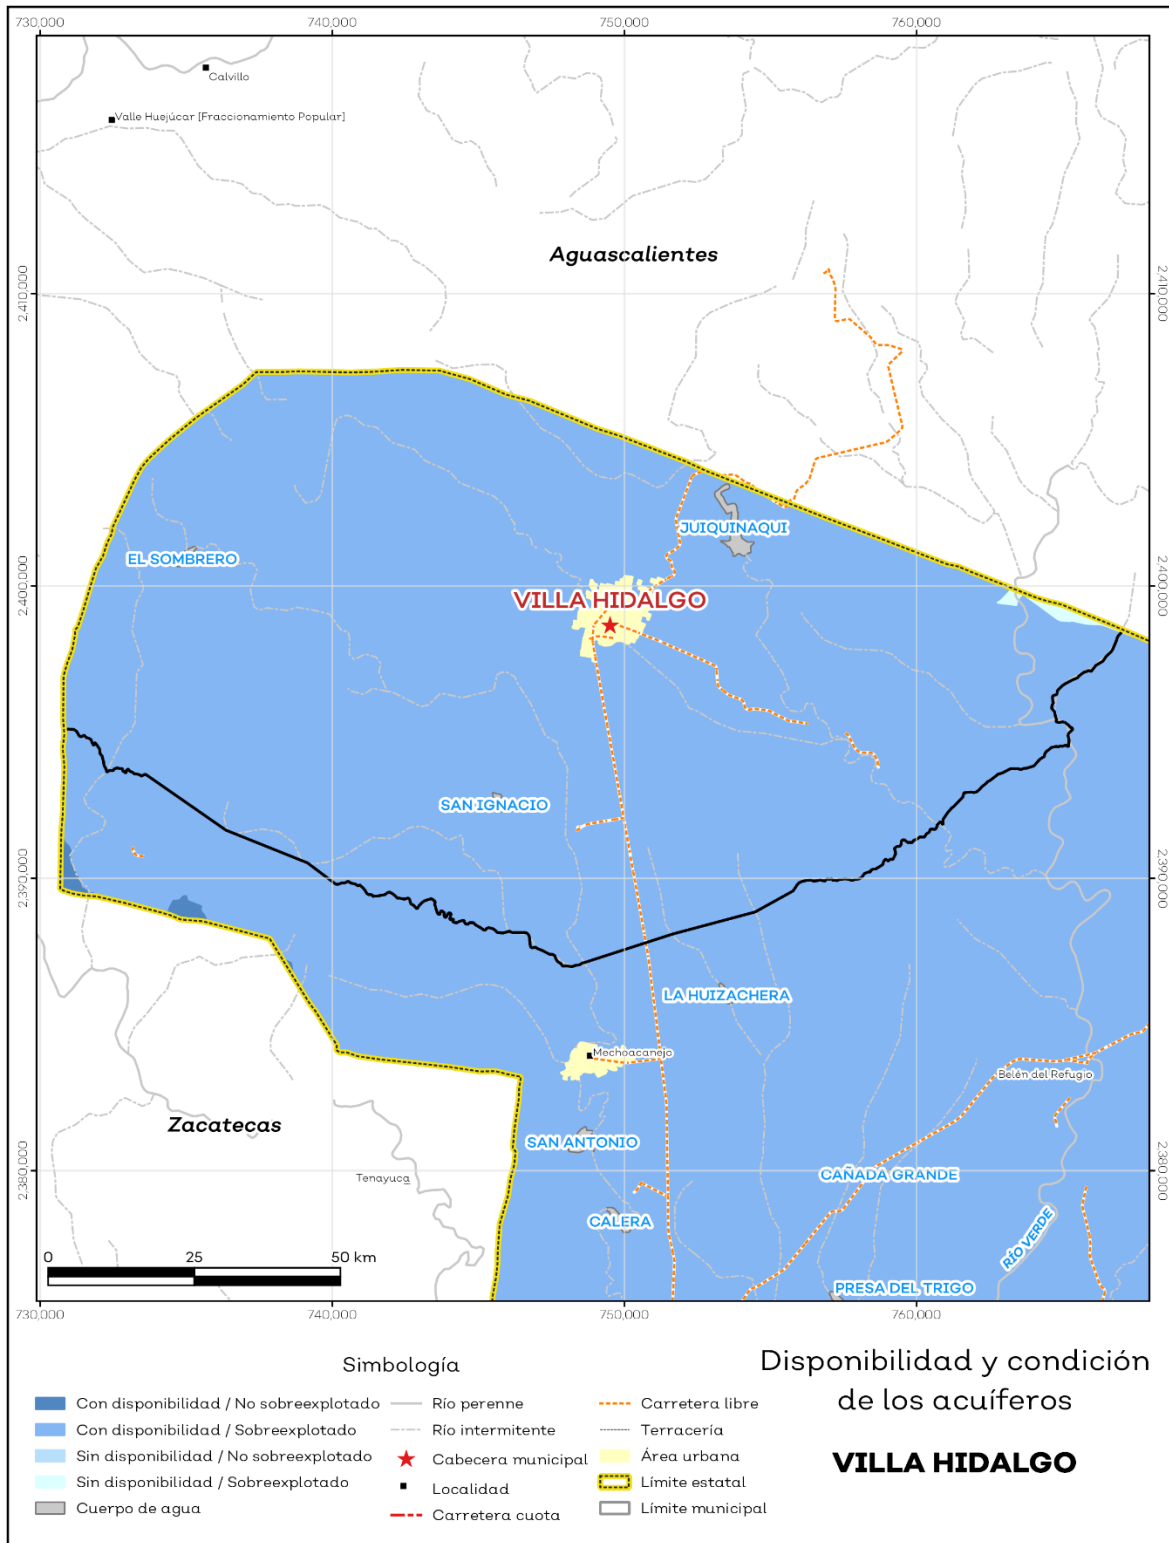 730,000
740,000
750,000
760,000
Calvillo
Valle Huejúcar [Fraccionamiento Popular]
Aguascalientes
2,410,000
2,410,000
JUIQUINAQUI
EL SOMBRERO
2,400,000
2,400,000
VILLA HIDALGO
SAN IGNACIO
2,390,000
2,390,000
LA HUIZACHERA
Mechoacanejo
Belén del Refugio
Zacatecas
SAN ANTONIO
2,380,000
2,380,000
CAÑADA GRANDE
Tenayuca
CALERA
RÍO VERDE
0
25
50 km
PRESA DEL TRIGO
730,000
740,000
750,000
760,000
Simbología
Con disponibilidad / No sobreexplotado
Con disponibilidad / Sobreexplotado
Sin disponibilidad / No sobreexplotado
Sin disponibilidad / Sobreexplotado
Cuerpo de agua
Río perenne
Río intermitente
Cabecera municipal
Localidad
Carretera cuota
Carretera libre
Terracería
Área urbana
Límite estatal
Límite municipal
Disponibilidad y condición
de los acuíferos
VILLA HIDALGO